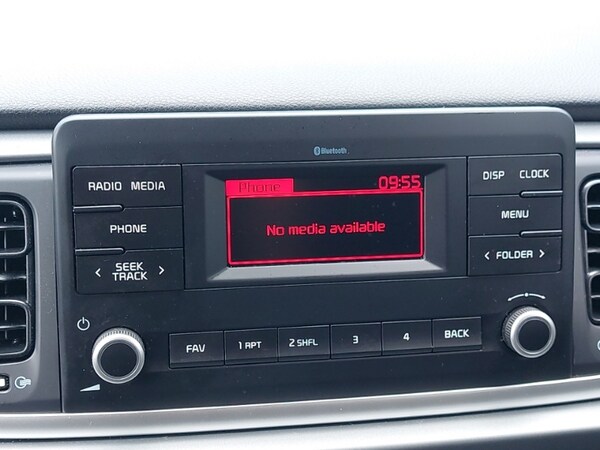 Bluetooth
RADIO MEDIA
Phone 09:55
DISP CLOCK
PHONE
No media available
MENU
< SEEK TRACK >
< FOLDER >
FAV 1 RPT 2 SHFL 3 4 BACK